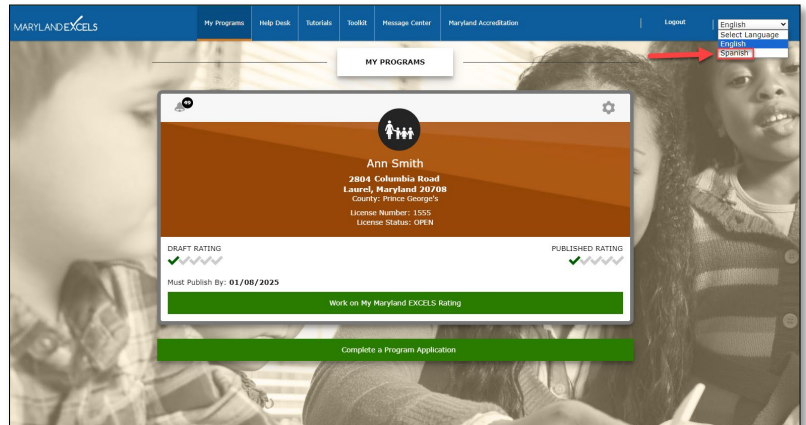 MARYLAND EXCELS
My Programs Help Desk Tutorials Toolkit Message Center Maryland Accreditation Logout English
Select Language
English
Spanish
MY PROGRAMS
49
Ann Smith
2804 Columbia Road
Laurel, Maryland 20708
County: Prince George's
License Number: 1555
License Status: OPEN
DRAFT RATING PUBLISHED RATING
Must Publish By: 01/08/2025
Work on My Maryland EXCELS Rating
Complete a Program Application